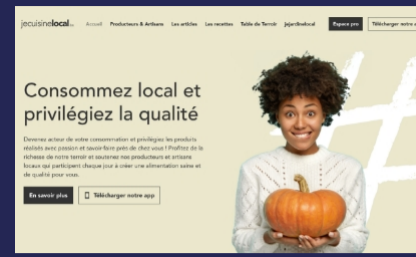 jecuisinelocal
Accueil Producteurs & Artisans Les articles Les recettes Table de Terroir jejardinelocal Espace pro Télécharger notre
Consommez local et
privilégiez la qualité
Devenez acteur de votre consommation et privilégiez les produits
réalisés avec passion et savoir-faire près de chez vous ! Profitez de la
richesse de notre terroir et soutenez nos producteurs et artisans
locaux qui participent chaque jour à créer une alimentation saine et
de qualité pour vous.
En savoir plus Télécharger notre app